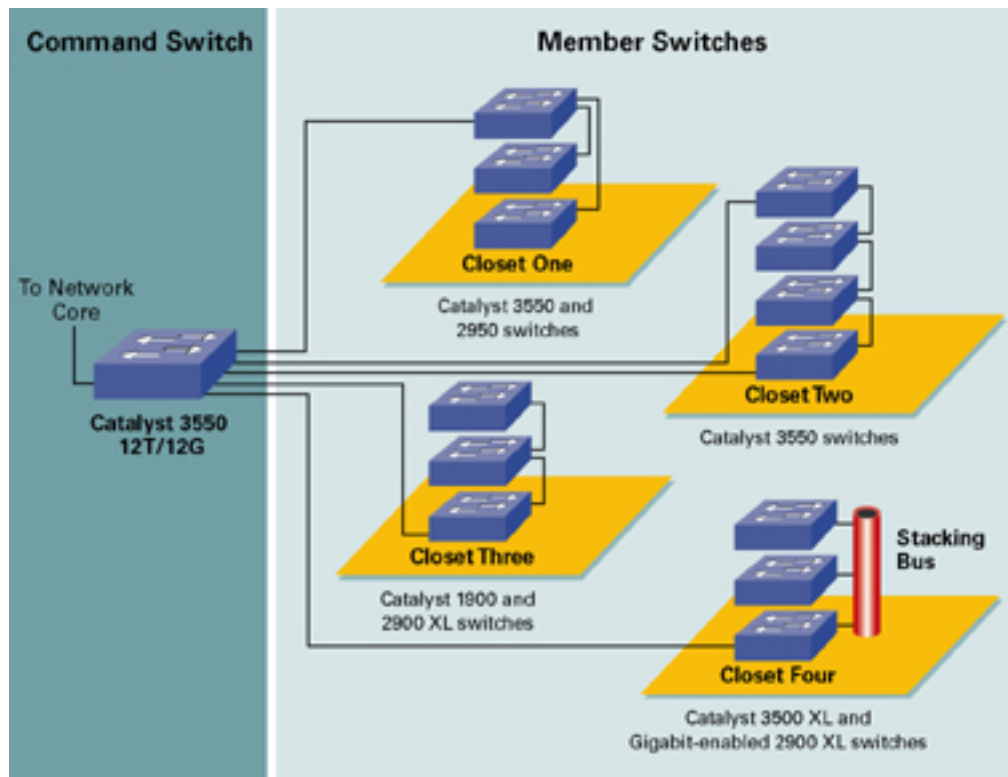 Command Switch
Member Switches
Closet One
Catalyst 3550 and
2950 switches
To Network
Core
Closet Two
Catalyst 3550
12T/12G
Catalyst 3550 switches
Closet Three
Stacking
Bus
Catalyst 1900 and
2900 XL switches
Closet Four
Catalyst 3500 XL and
Gigabit-enabled 2900 XL switches